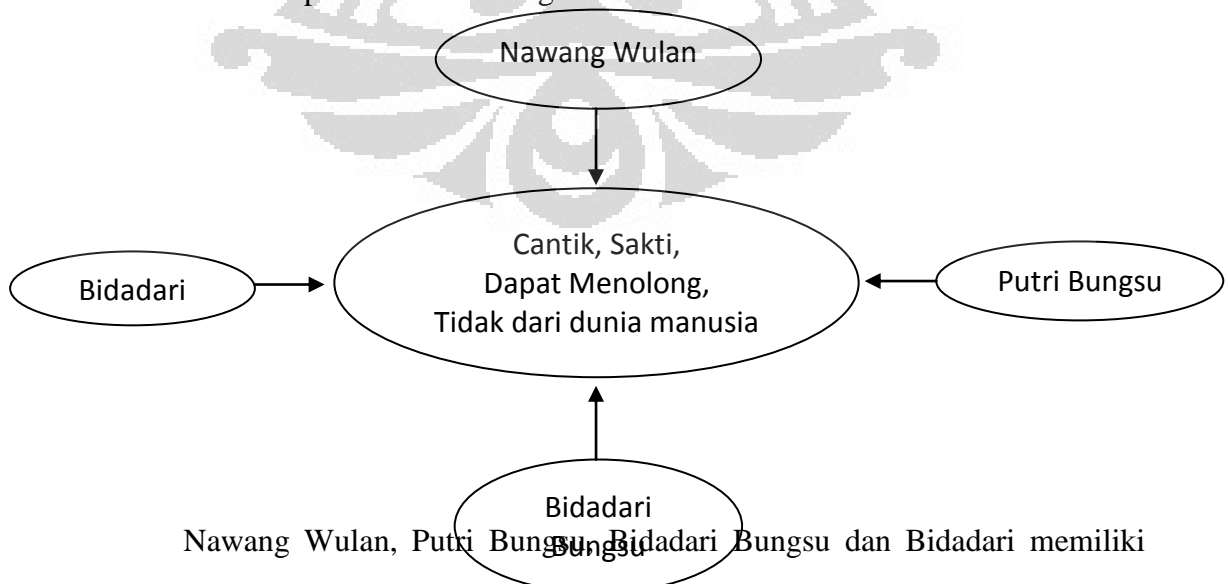 Nawang Wulan
Cantik, Sakti,
Dapat Menolong,
Tidak dari dunia manusia
Bidadari
Putri Bungsu
Bidadari
Bungsu
Nawang Wulan, Putri Bungsu, Bidadari Bungsu dan Bidadari memiliki